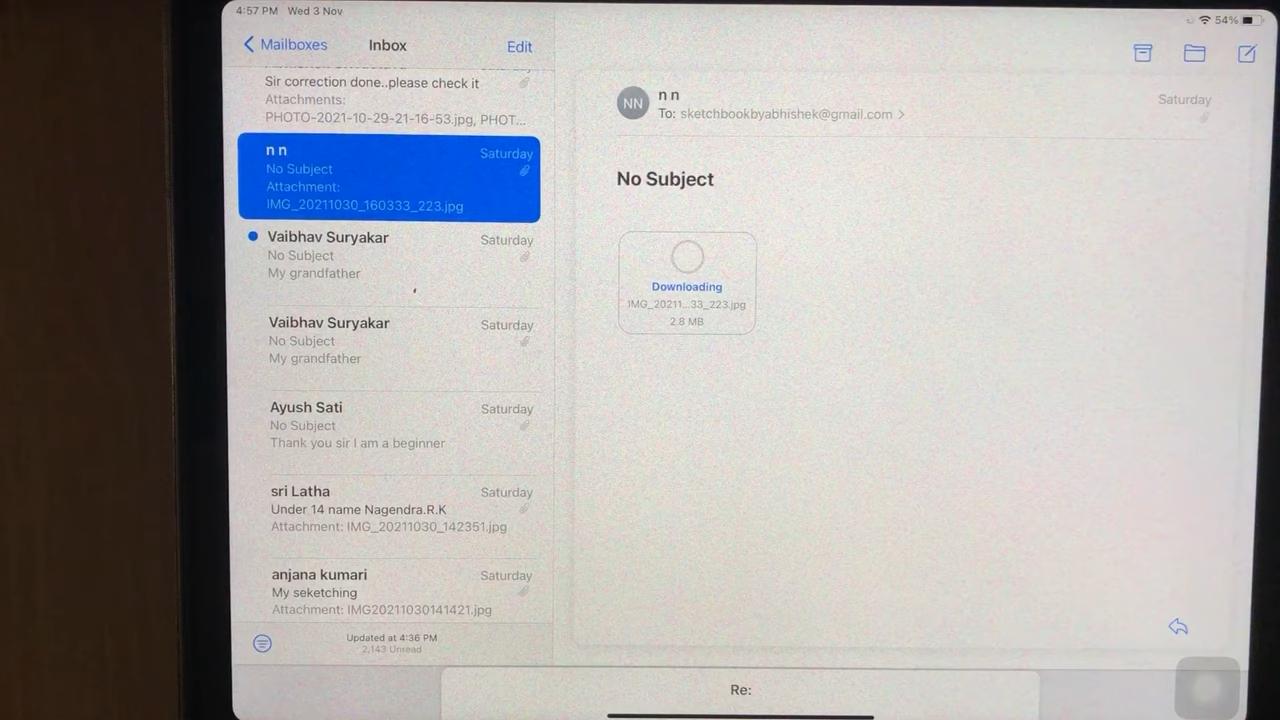 4:57 PM Wed 3 Nov
54%
Mailboxes
Inbox
Edit
Sir correction done..please check it
Attachments:
PHOTO-2021-10-29-21-16-53.jpg, PHOT...
n n
Saturday
No Subject
Attachment:
IMG_20211030_160333_223.jpg
Vaibhav Suryakar
Saturday
No Subject
My grandfather
Vaibhav Suryakar
Saturday
No Subject
My grandfather
Ayush Sati
Saturday
No Subject
Thank you sir I am a beginner
sri Latha
Saturday
Under 14 name Nagendra.R.K
Attachment: IMG_20211030_142351.jpg
anjana kumari
Saturday
My seketching
Attachment: IMG20211030141421.jpg
Updated at 4:36 PM
2,143 Unread
NN
n n
Saturday
To: sketchbookbyabhishek@gmail.com
No Subject
Downloading
IMG_20211...33_223.jpg
2.8 MB
Re: